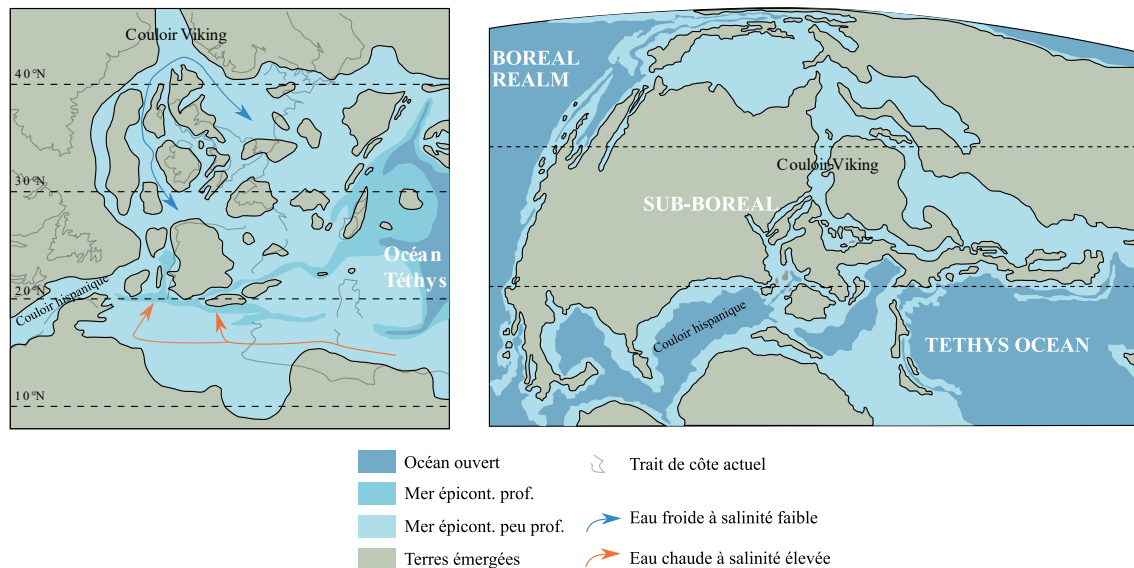 Couloir Viking
40°N
30°N
Océan
Téthys
20°N
Couloir hispanique
10°N
BOREAL
REALM
Couloir Viking
SUB-BOREAL
Couloir hispanique
TETHYS OCEAN
Océan ouvert
Mer épicont. prof.
Mer épicont. peu prof.
Terres émergées
Trait de côte actuel
Eau froide à salinité faible
Eau chaude à salinité élevée